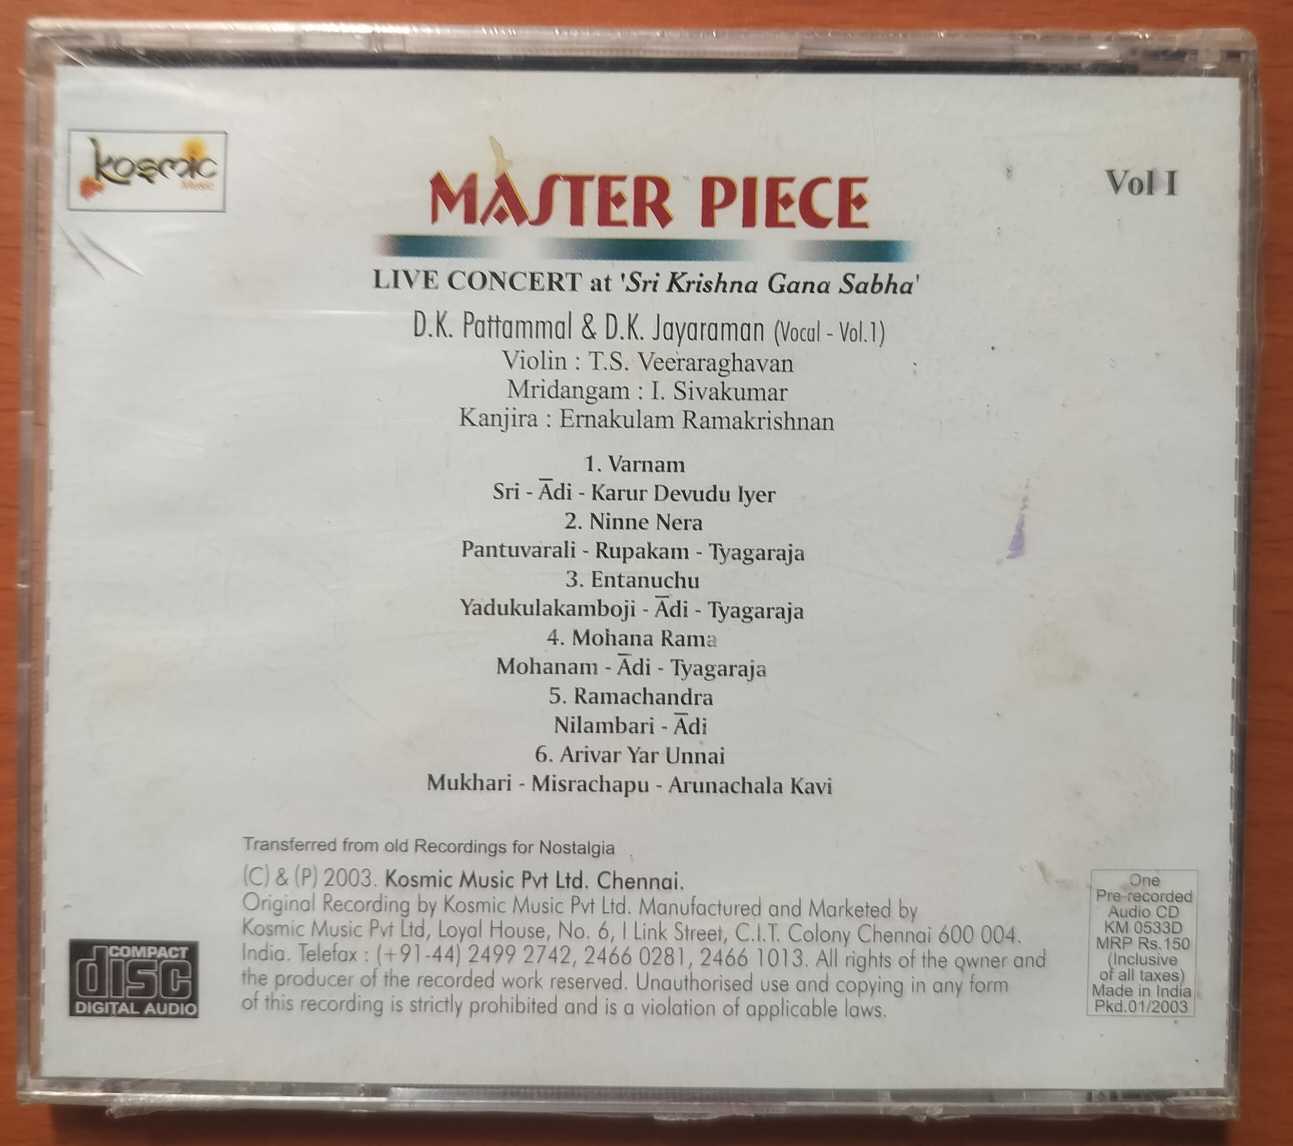 Kosmic
Music
MASTER PIECE
Vol I
LIVE CONCERT at 'Sri Krishna Gana Sabha'
D.K. Pattammal & D.K. Jayaraman (Vocal - Vol.1)
Violin : T.S. Veeraraghavan
Mridangam : I. Sivakumar
Kanjira : Ernakulam Ramakrishnan
1. Varnam
Sri - Ādi - Karur Devudu Iyer
2. Ninne Nera
Pantuvarali - Rupakam - Tyagaraja
3. Entanuchu
Yadukulakamboji - Ādi - Tyagaraja
4. Mohana Rama
Mohanam - Ādi - Tyagaraja
5. Ramachandra
Nilambari - Ādi
6. Arivar Yar Unnai
Mukhari - Misrachapu - Arunachala Kavi
Transferred from old Recordings for Nostalgia
(C) & (P) 2003. Kosmic Music Pvt Ltd. Chennai.
Original Recording by Kosmic Music Pvt Ltd. Manufactured and Marketed by
Kosmic Music Pvt Ltd, Loyal House, No. 6, I Link Street, C.I.T. Colony Chennai 600 004.
India. Telefax : (+91-44) 2499 2742, 2466 0281, 2466 1013. All rights of the owner and
the producer of the recorded work reserved. Unauthorised use and copying in any form
of this recording is strictly prohibited and is a violation of applicable laws.
COMPACT
disc
DIGITAL AUDIO
One
Pre-recorded
Audio CD
KM 0533D
MRP Rs.150
(Inclusive
of all taxes)
Made in India
Pkd.01/2003